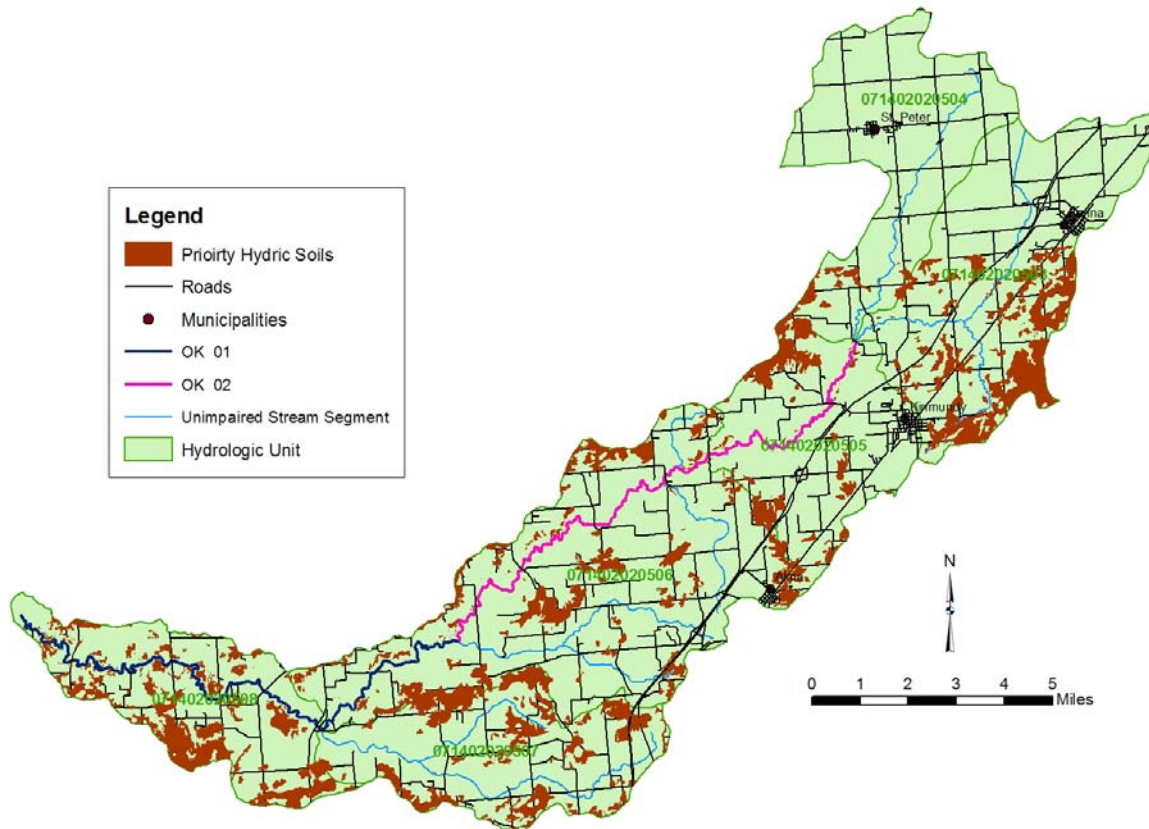 071402020504
St. Peter
Legend
Prioirty Hydric Soils
Roads
Municipalities
OK 01
OK 02
Unimpaired Stream Segment
Hydrologic Unit
Kinmundy
071402020505
071402020506
Alma
N
0 1 2 3 4 5
Miles
071402020507